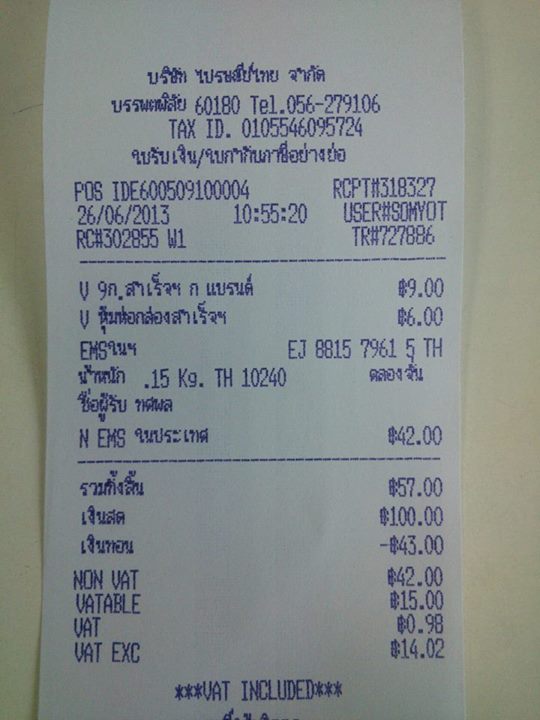 บริษัท ไปรษณีย์ไทย จำกัด
บรรพตพิสัย 60180 Tel.056-279106
TAX ID. 0105546095724
ใบรับเงิน/ใบกำกับภาษีอย่างย่อ
POS IDE600509100004 RCPT#318327
26/06/2013 10:55:20 USER#SOMYOT
RC#302855 W1 TR#727886
V 9ก.สำเร็จฯ ก แบรนด์ ฿9.00
V หุ้มห่อกล่องสำเร็จฯ ฿6.00
EMSในฯ EJ 8815 7961 5 TH
น้ำหนัก .15 Kg. TH 10240 คลองจั่น
ชื่อผู้รับ ทศพล
N EMS ในประเทศ ฿42.00
รวมทั้งสิ้น ฿57.00
เงินสด ฿100.00
เงินทอน -฿43.00
NON VAT ฿42.00
VATABLE ฿15.00
VAT ฿0.98
VAT EXC ฿14.02
***VAT INCLUDED***